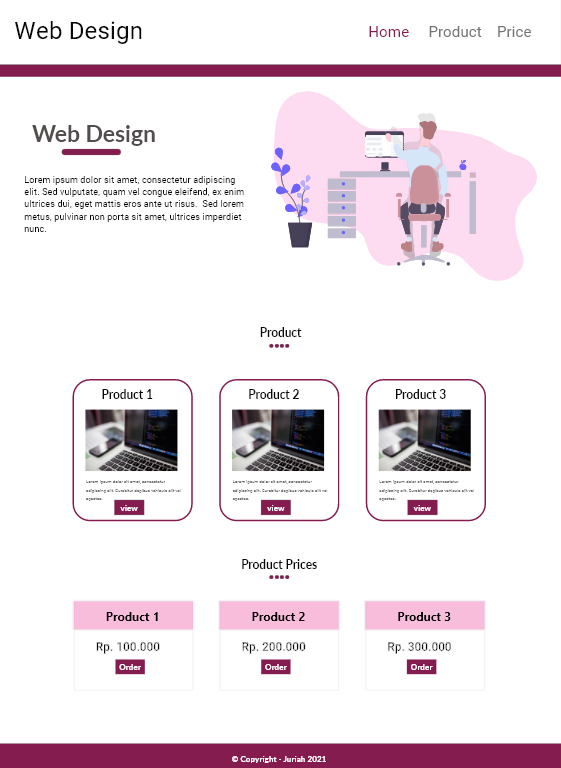 Web Design
Home Product Price
Web Design
Lorem ipsum dolor sit amet, consectetur adipiscing
elit. Sed vulputate, quam vel congue eleifend, ex enim
ultrices dui, eget mattis eros ante ut risus. Sed lorem
metus, pulvinar non porta sit amet, ultrices imperdiet
nunc.
Product
Product 1
Lorem ipsum dolor sit amet, consectetur
adipiscing elit. Curabitur dapibus vehicula elit vel
egestas.
view
Product 2
Lorem ipsum dolor sit amet, consectetur
adipiscing elit. Curabitur dapibus vehicula elit vel
egestas.
view
Product 3
Lorem ipsum dolor sit amet, consectetur
adipiscing elit. Curabitur dapibus vehicula elit vel
egestas.
view
Product Prices
Product 1
Rp. 100.000
Order
Product 2
Rp. 200.000
Order
Product 3
Rp. 300.000
Order
© Copyright - Juriah 2021